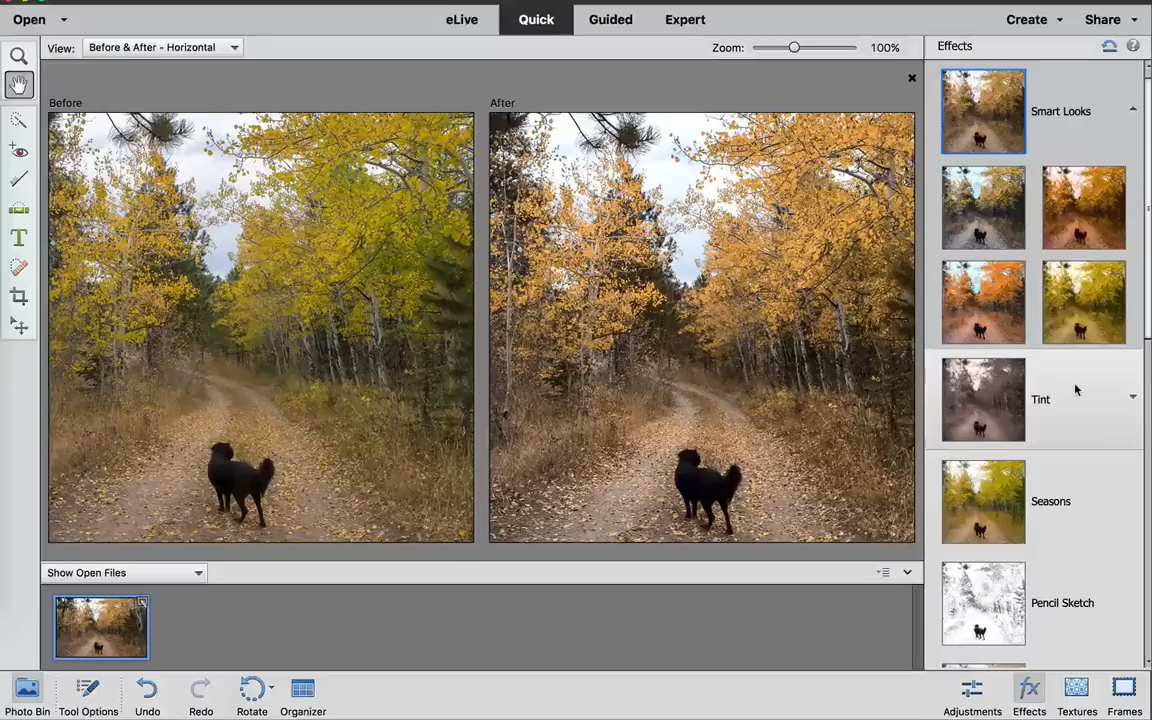 Open eLive Quick Guided Expert Create Share
View: Before & After - Horizontal Zoom: 100% Effects
Before After
Smart Looks
Tint
Seasons
Pencil Sketch
Show Open Files
Photo Bin Tool Options Undo Redo Rotate Organizer Adjustments Effects Textures Frames